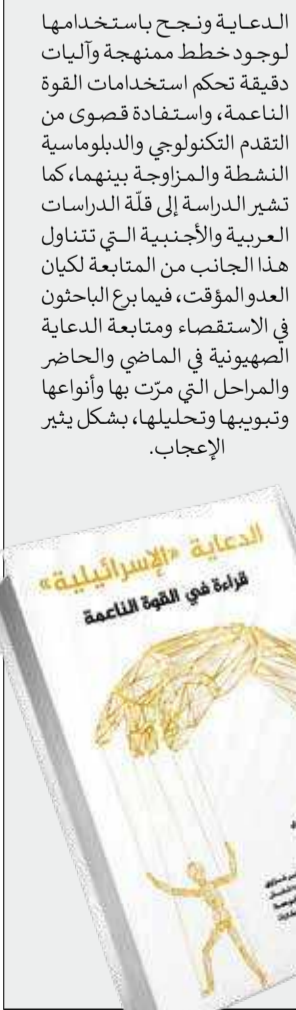 الدعاية ونجح باستخدامها
لوجود خطط ممنهجة وآليات
دقيقة تحكم استخدامات القوة
الناعمة، واستفادة قصوى من
التقدم التكنولوجي والدبلوماسية
النشطة والمزاوجة بينهما، كما
تشير الدراسة إلى قلّة الدراسات
العربية والأجنبية التي تتناول
هذا الجانب من المتابعة لكيان
العدو المؤقت، فيما برع الباحثون
في الاستقصاء ومتابعة الدعاية
الصهيونية في الماضي والحاضر
والمراحل التي مرّت بها وأنواعها
وتبويبها وتحليلها، بشكل يثير
الإعجاب.
الدعاية «الإسرائيلية»
قراءة في القوة الناعمة